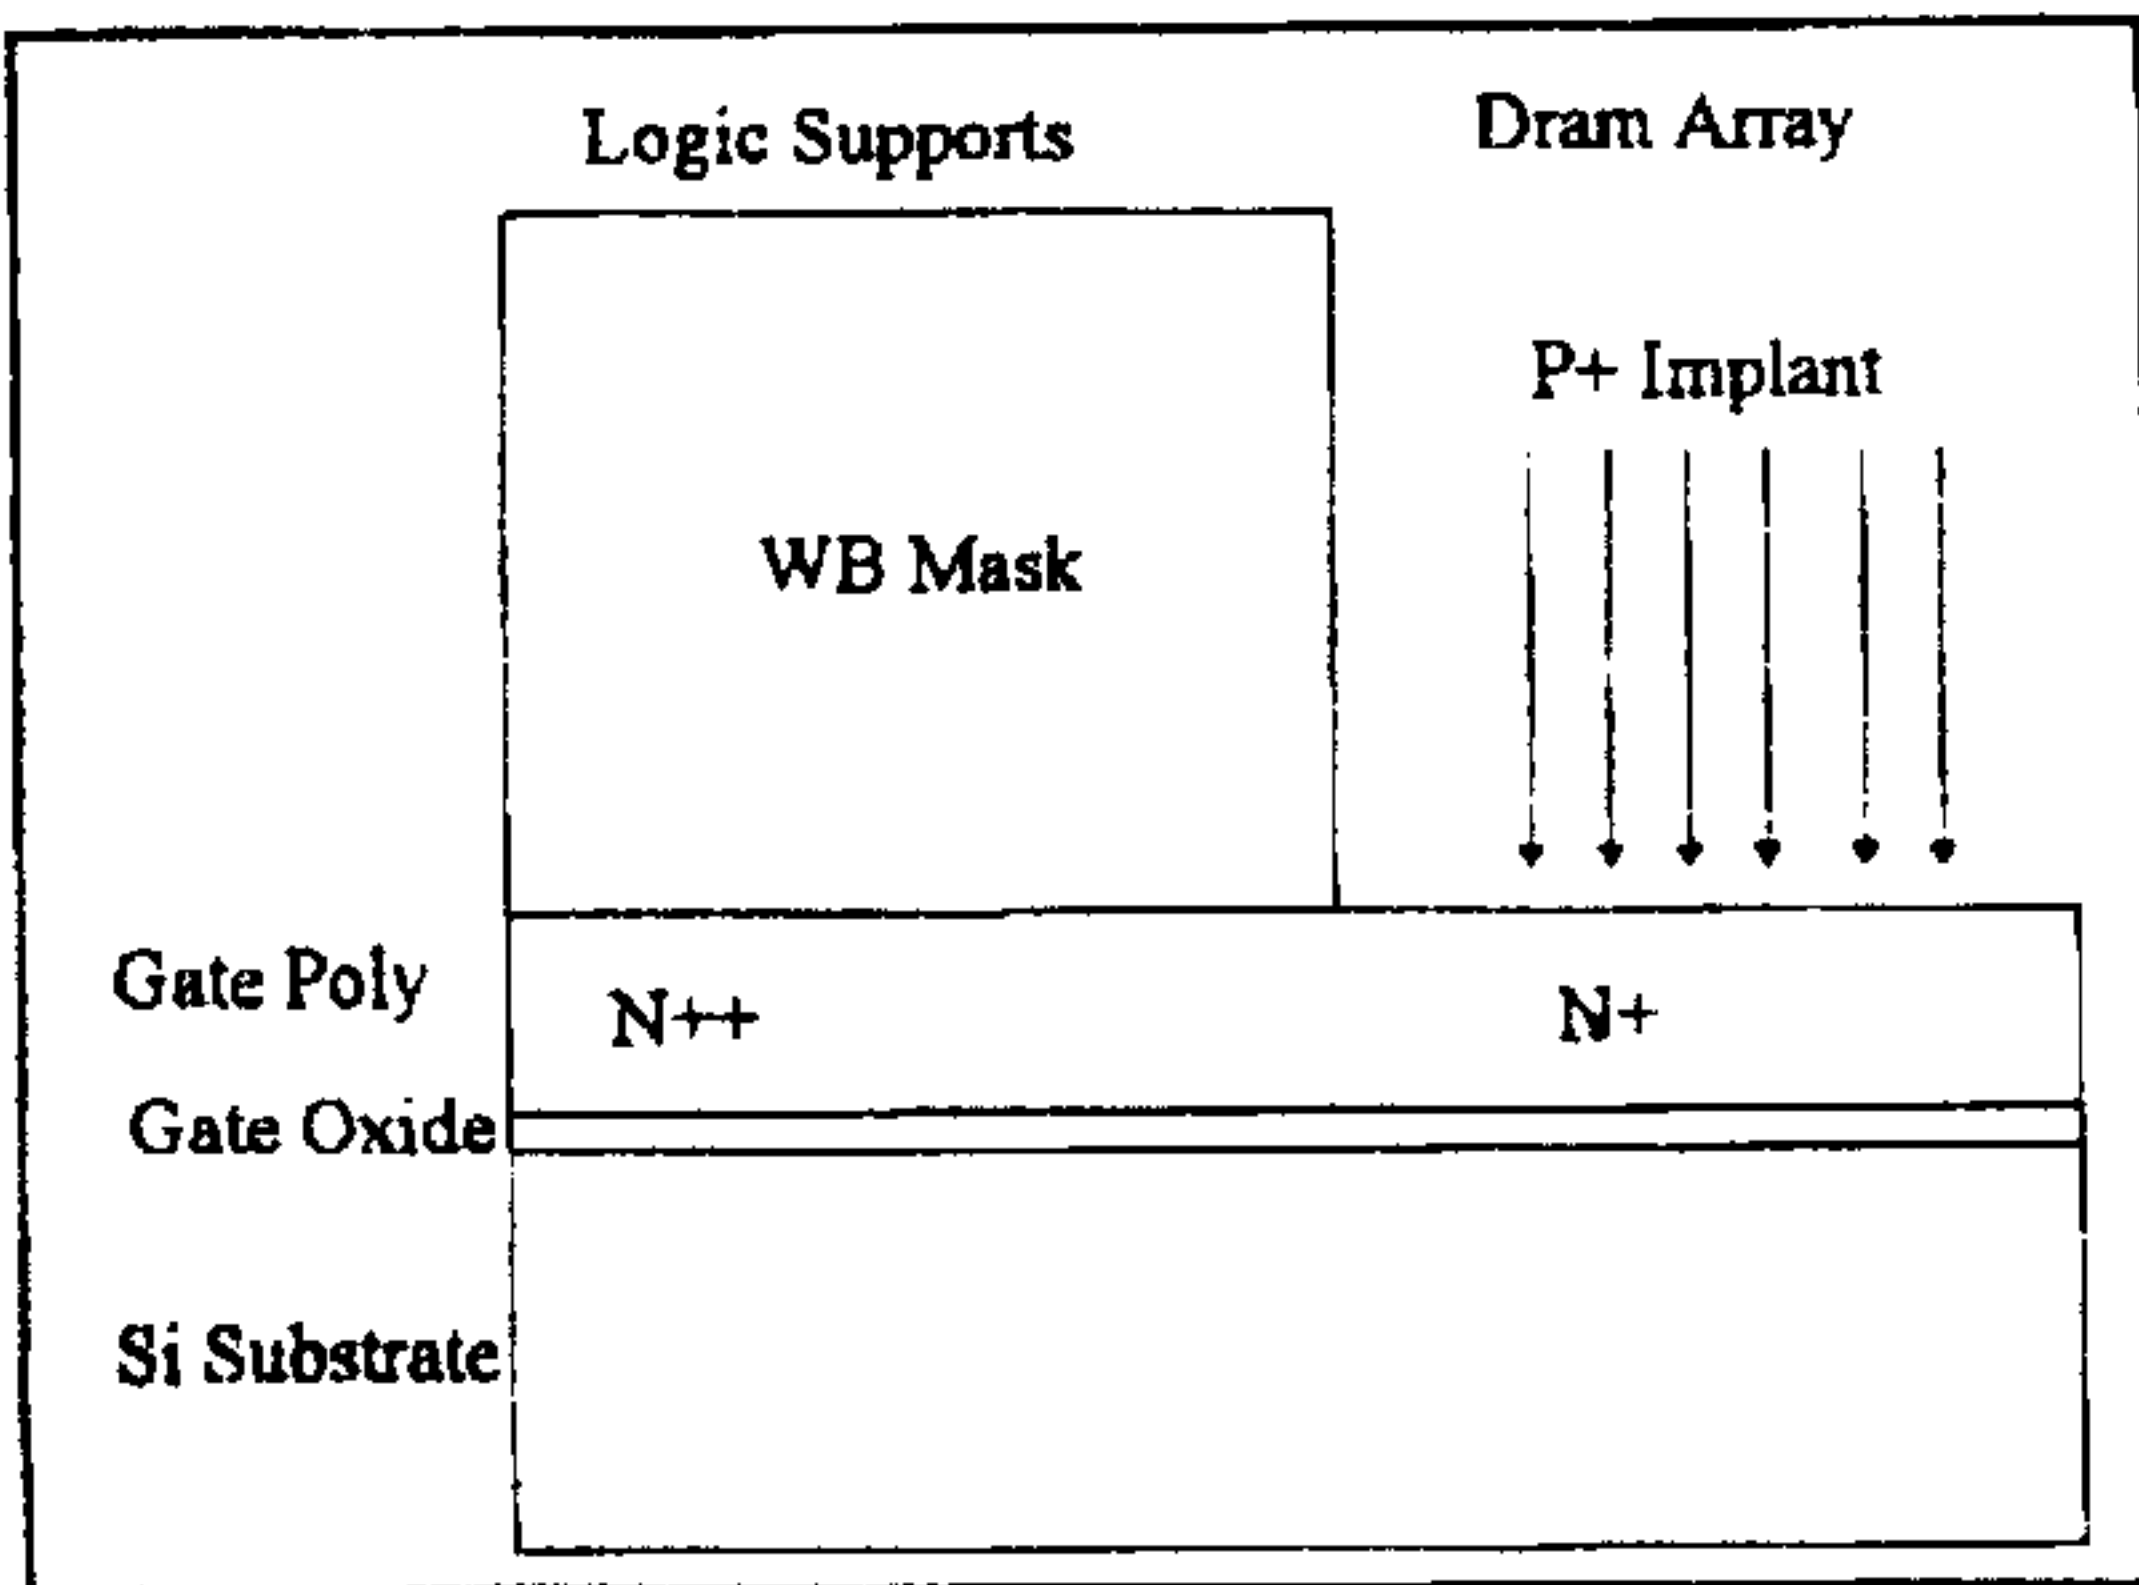 Logic Supports
Dram Array
P+ Implant
WB Mask
Gate Poly
N++
N+
Gate Oxide
Si Substrate